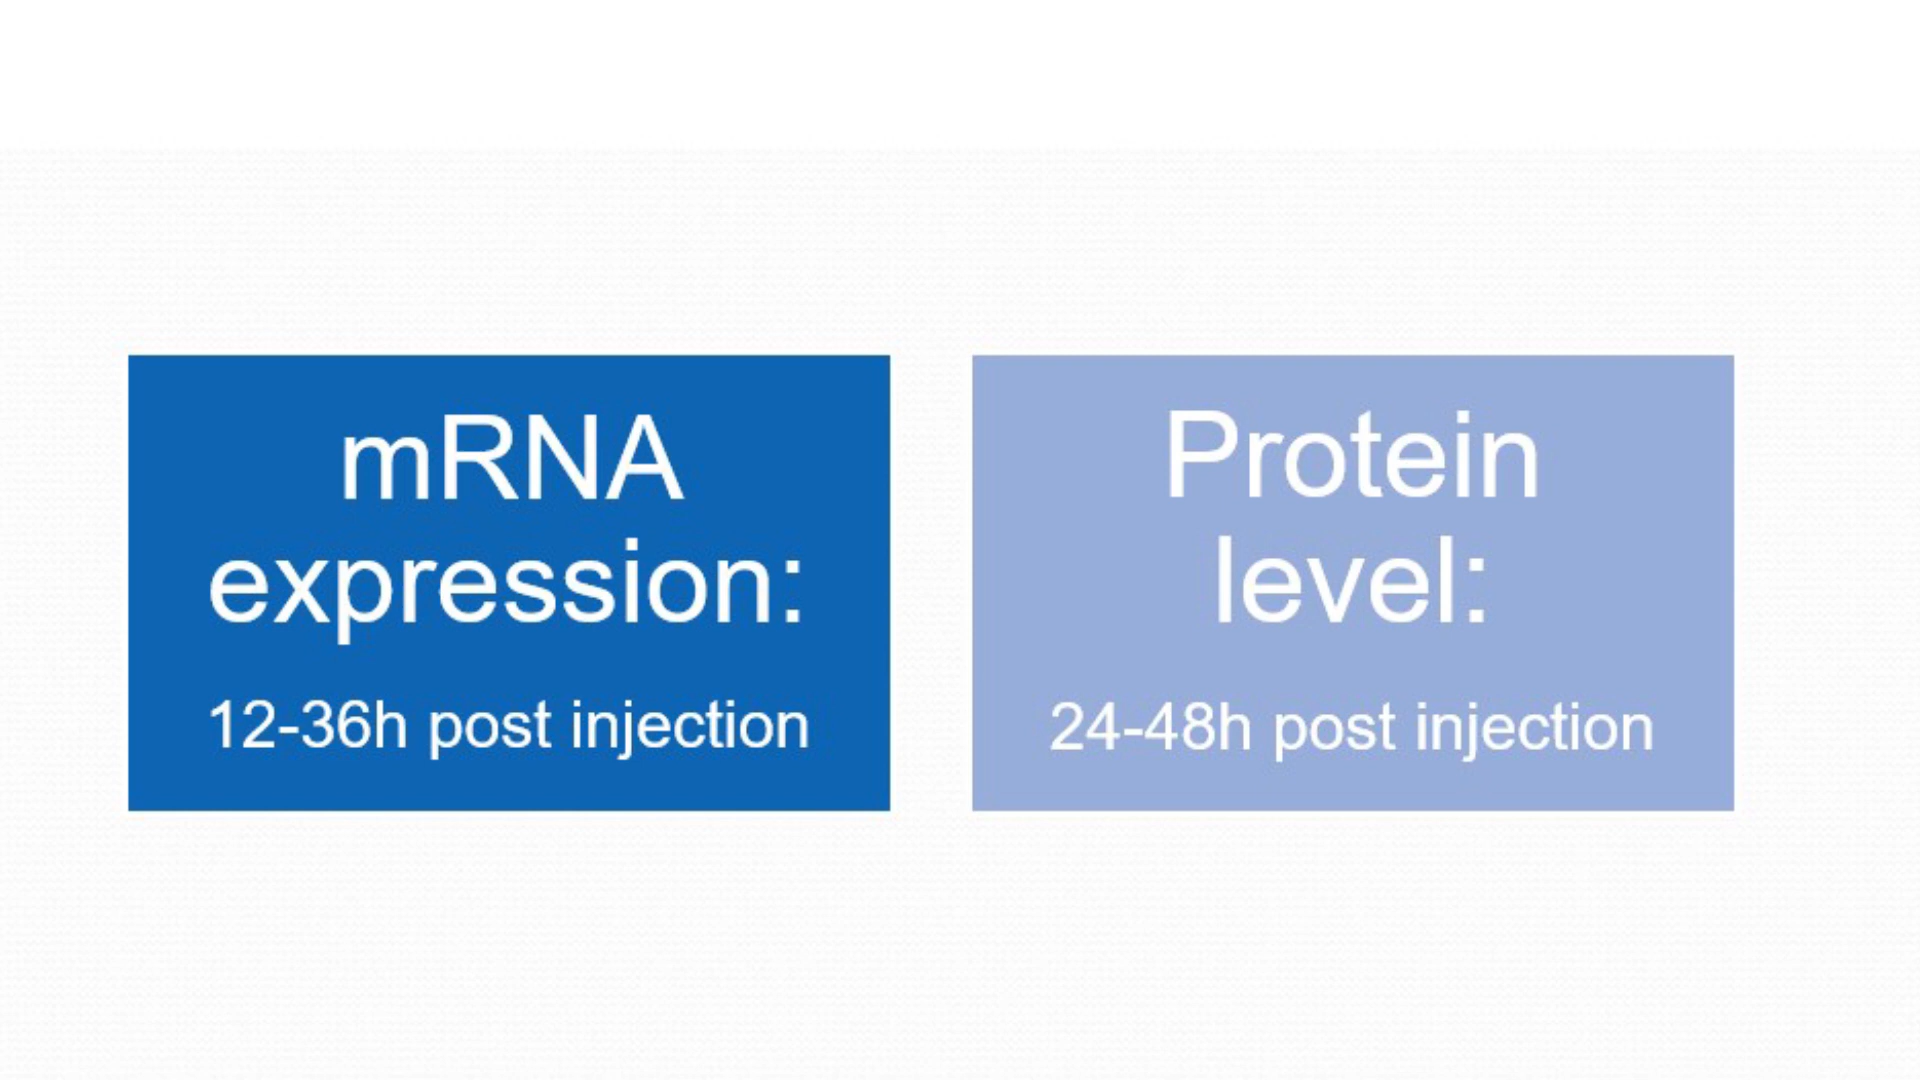 mRNA
expression:
12-36h post injection
Protein
level:
24-48h post injection